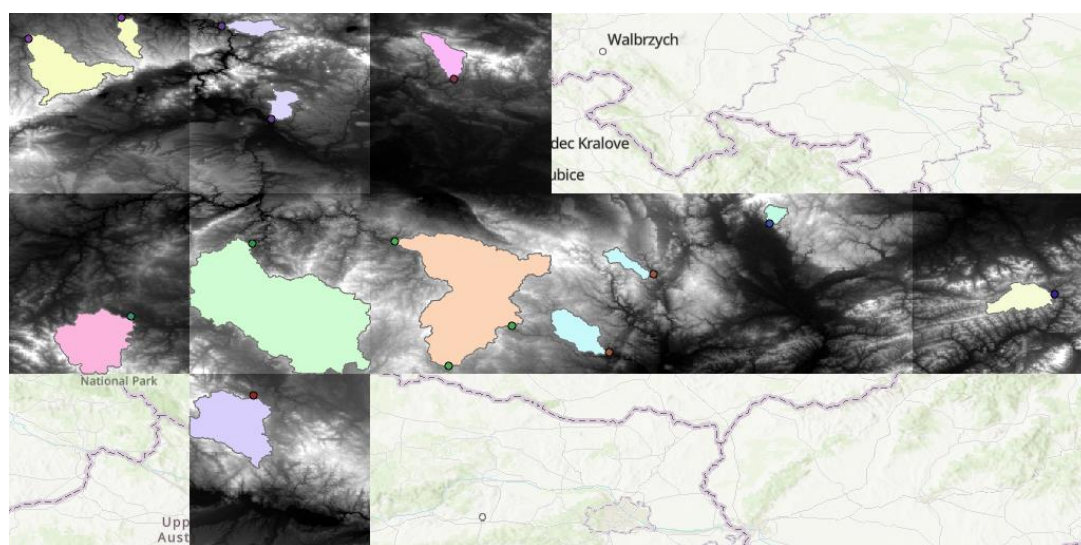 Walbrzych
dec Kralove
ubice
National Park
Upp
Aust